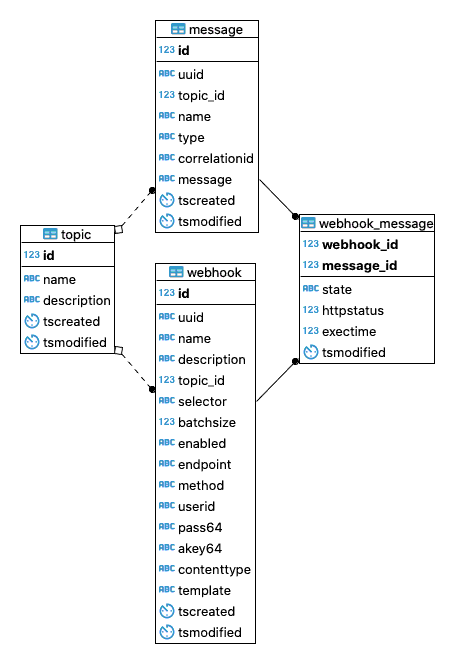 message
123 id
ABC uuid
123 topic_id
ABC name
ABC type
ABC correlationid
ABC message
tscreated
tsmodified
topic
123 id
ABC name
ABC description
tscreated
tsmodified
webhook
123 id
ABC uuid
ABC name
ABC description
123 topic_id
ABC selector
123 batchsize
ABC enabled
ABC endpoint
ABC method
ABC userid
ABC pass64
ABC akey64
ABC contenttype
ABC template
tscreated
tsmodified
webhook_message
123 webhook_id
123 message_id
ABC state
123 httpstatus
123 exectime
tsmodified